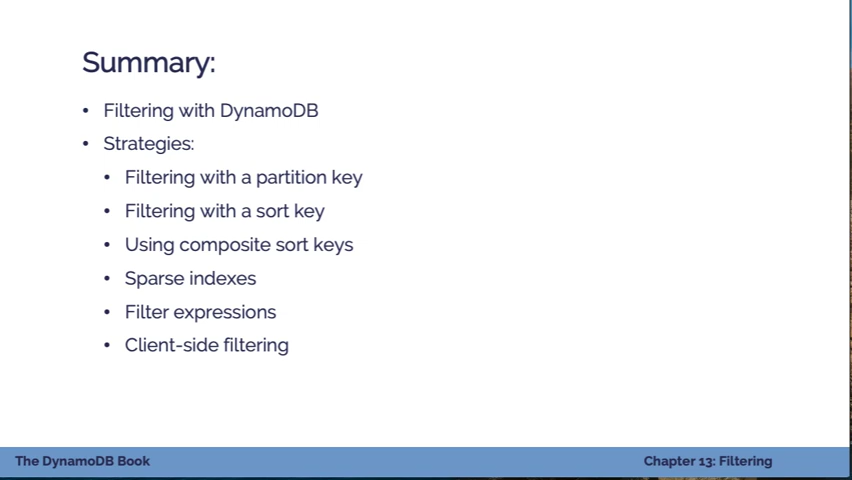 Summary:
• Filtering with DynamoDB
• Strategies:
• Filtering with a partition key
• Filtering with a sort key
• Using composite sort keys
• Sparse indexes
• Filter expressions
• Client-side filtering
The DynamoDB Book
Chapter 13: Filtering